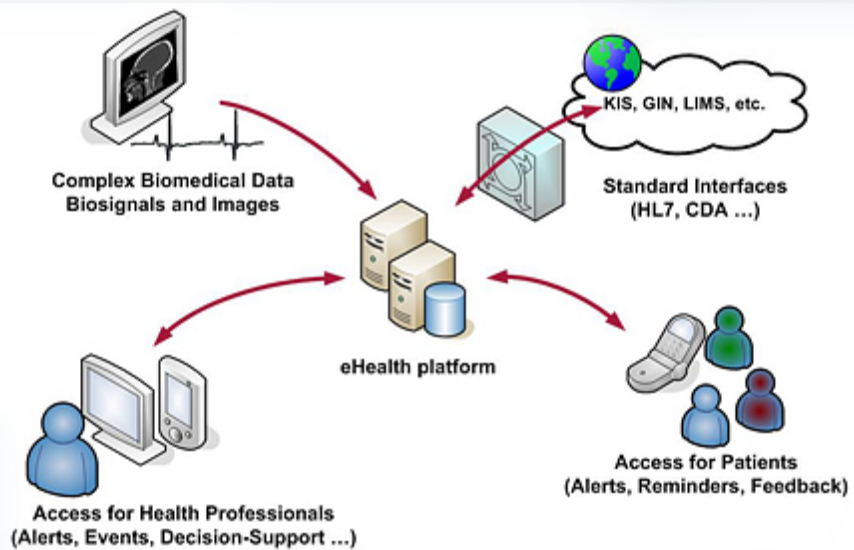 KIS, GIN, LIMS, etc.
Complex Biomedical Data
Biosignals and Images
Standard Interfaces
(HL7, CDA ...)
eHealth platform
Access for Health Professionals
(Alerts, Events, Decision-Support ...)
Access for Patients
(Alerts, Reminders, Feedback)